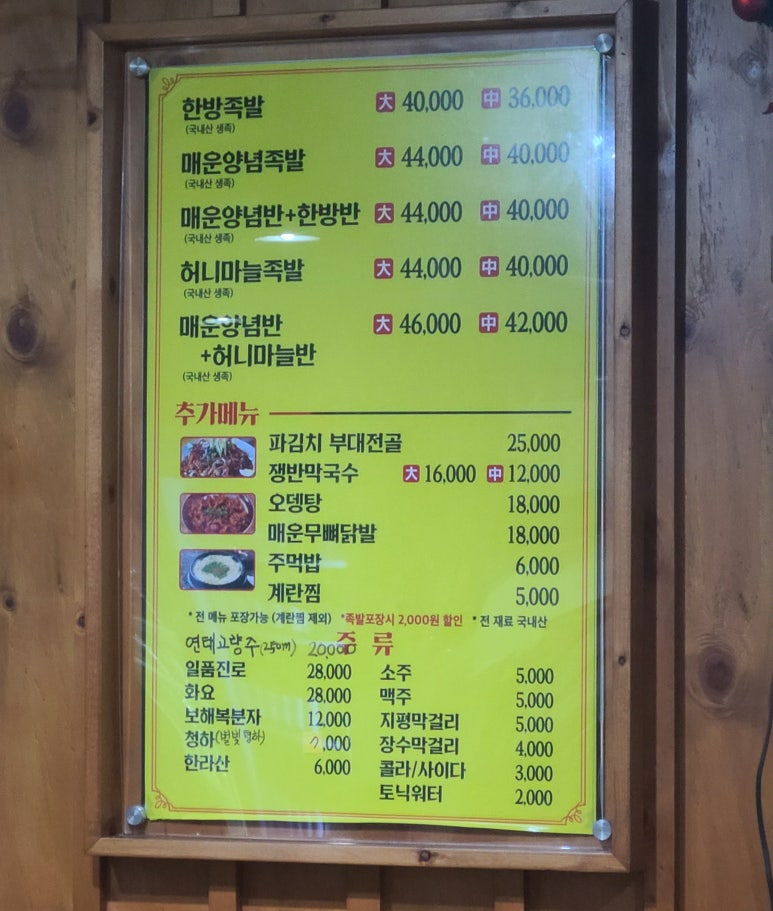 한방족발 大 40,000 中 36,000
(국내산 생족)
매운양념족발 大 44,000 中 40,000
(국내산 생족)
매운양념반+한방반 大 44,000 中 40,000
(국내산 생족)
허니마늘족발 大 44,000 中 40,000
(국내산 생족)
매운양념반 大 46,000 中 42,000
+허니마늘반
(국내산 생족)
추가메뉴
파김치 부대전골 25,000
쟁반막국수 大 16,000 中 12,000
오뎅탕 18,000
매운무뼈닭발 18,000
주먹밥 6,000
계란찜 5,000
* 전 메뉴 포장가능 (계란찜 제외) *족발포장시 2,000원 할인 * 전 재료 국내산
주 류
연태고량주(250ml) 20,000
일품진로 28,000
화요 28,000
보해복분자 12,000
청하(별빛청하) ,000
한라산 6,000
소주 5,000
맥주 5,000
지평막걸리 5,000
장수막걸리 4,000
콜라/사이다 3,000
토닉워터 2,000